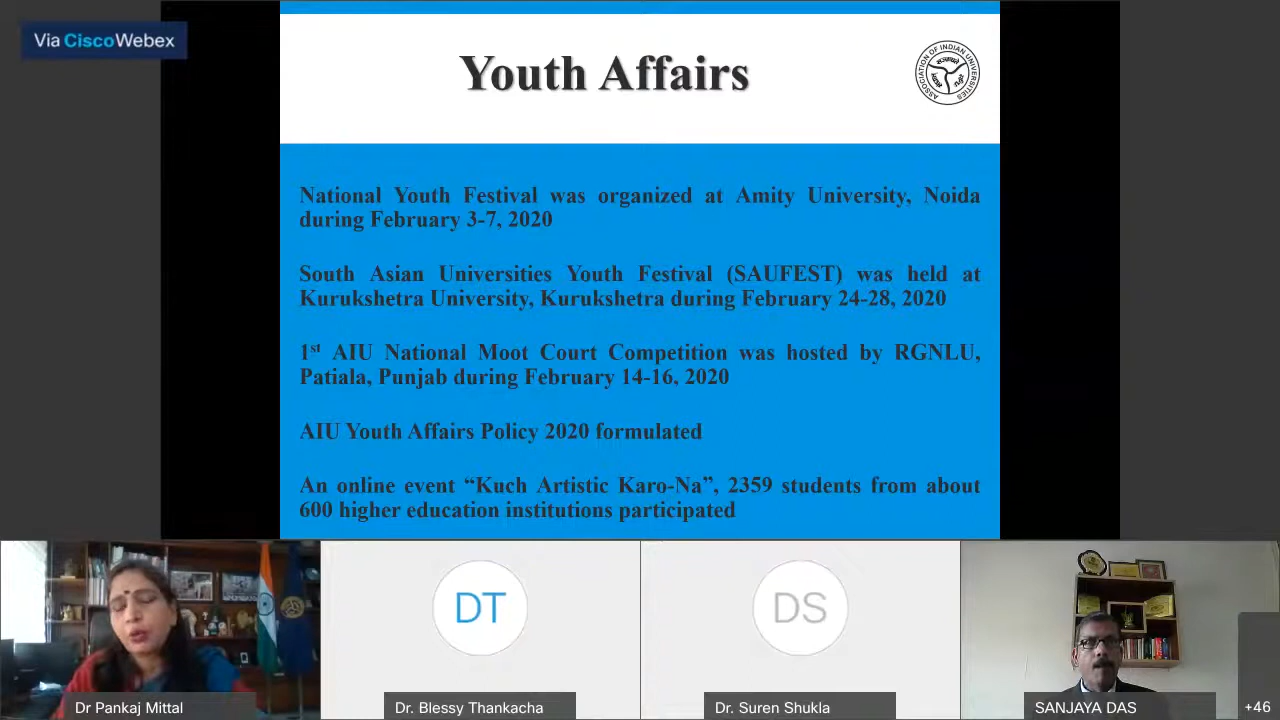 Via CiscoWebex
Youth Affairs
ASSOCIATION OF INDIAN UNIVERSITIES
National Youth Festival was organized at Amity University, Noida
during February 3-7, 2020
South Asian Universities Youth Festival (SAUFEST) was held at
Kurukshetra University, Kurukshetra during February 24-28, 2020
1st AIU National Moot Court Competition was hosted by RGNLU,
Patiala, Punjab during February 14-16, 2020
AIU Youth Affairs Policy 2020 formulated
An online event “Kuch Artistic Karo-Na”, 2359 students from about
600 higher education institutions participated
DT
DS
Dr Pankaj Mittal
Dr. Blessy Thankacha
Dr. Suren Shukla
SANJAYA DAS
+46